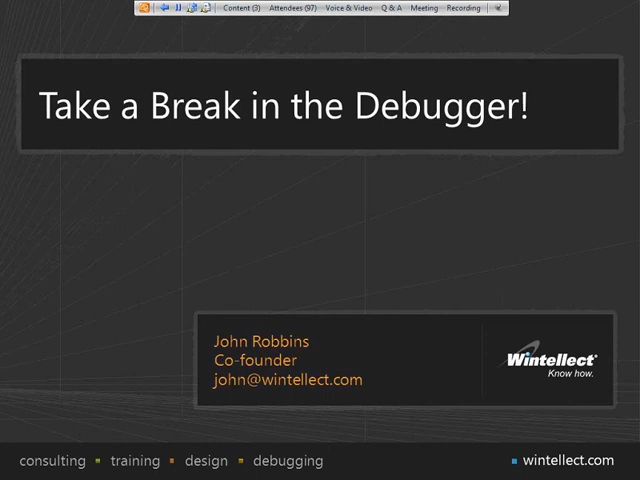 Content (3) Attendees (97) Voice & Video Q & A Meeting Recording
Take a Break in the Debugger!
John Robbins
Co-founder
john@wintellect.com
Wintellect®
Know how.
consulting training design debugging
wintellect.com